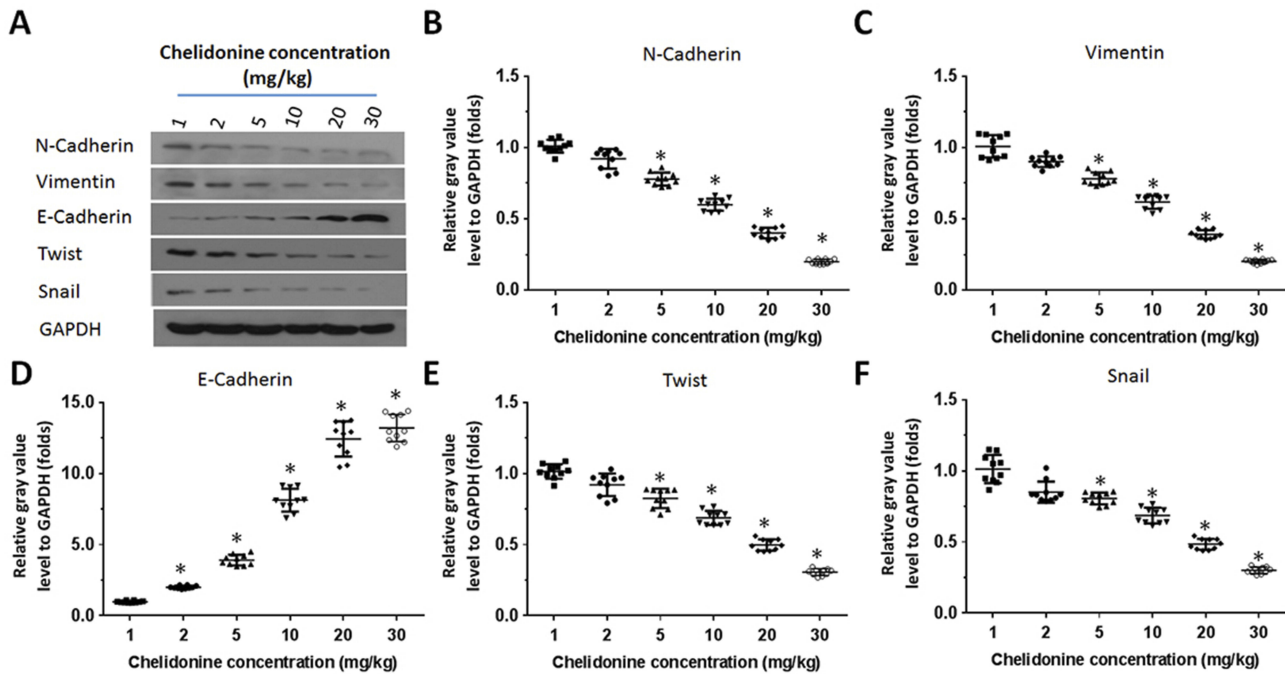 A
Chelidonine concentration
(mg/kg)
1 2 5 10 20 30
N-Cadherin
Vimentin
E-Cadherin
Twist
Snail
GAPDH
B
N-Cadherin
Relative gray value
level to GAPDH (folds)
1.5
1.0
0.5
0.0
* * * *
1 2 5 10 20 30
Chelidonine concentration (mg/kg)
C
Vimentin
Relative gray value
level to GAPDH (folds)
1.5
1.0
0.5
0.0
* * * *
1 2 5 10 20 30
Chelidonine concentration (mg/kg)
D
E-Cadherin
Relative gray value
level to GAPDH (folds)
15.0
10.0
5.0
0.0
* * * * *
1 2 5 10 20 30
Chelidonine concentration (mg/kg)
E
Twist
Relative gray value
level to GAPDH (folds)
1.5
1.0
0.5
0.0
* * * *
1 2 5 10 20 30
Chelidonine concentration (mg/kg)
F
Snail
Relative gray value
level to GAPDH (folds)
1.5
1.0
0.5
0.0
* * * *
1 2 5 10 20 30
Chelidonine concentration (mg/kg)